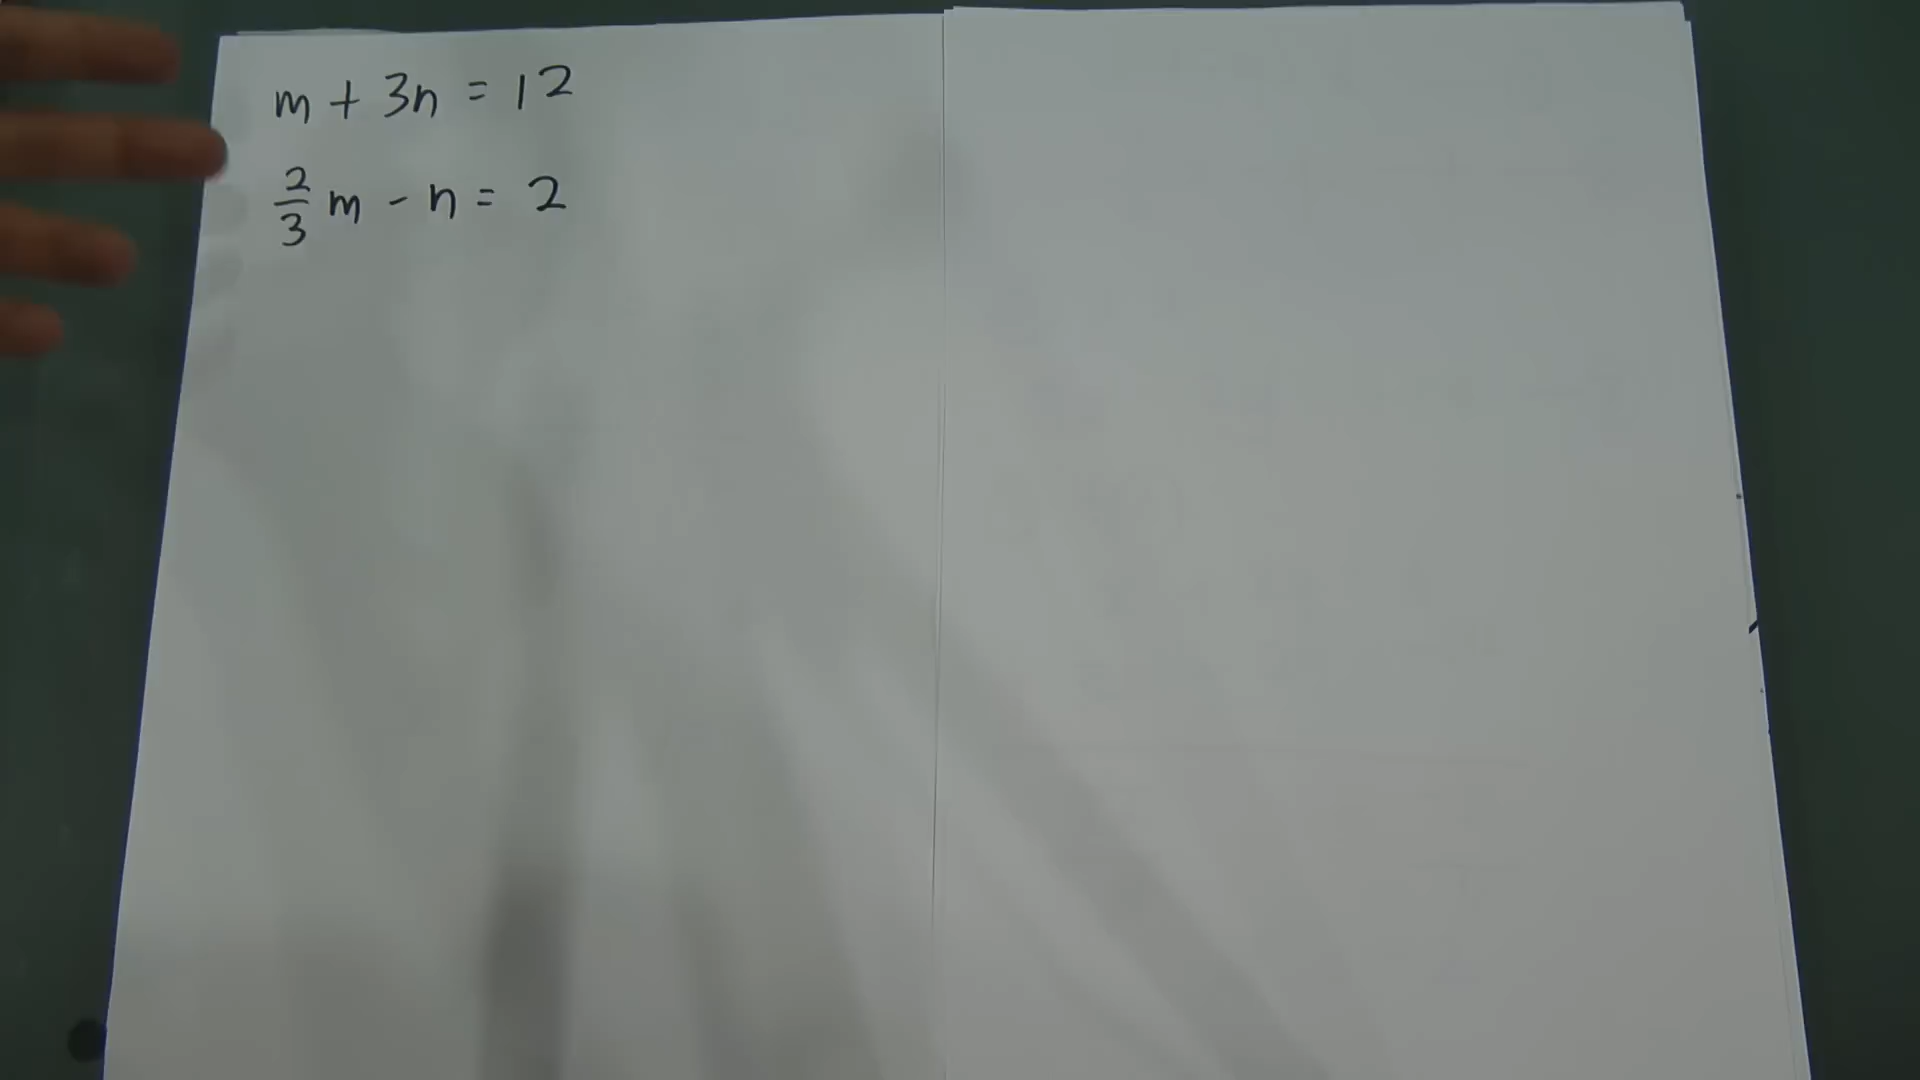 m + 3n = 12
2/3 m - n = 2